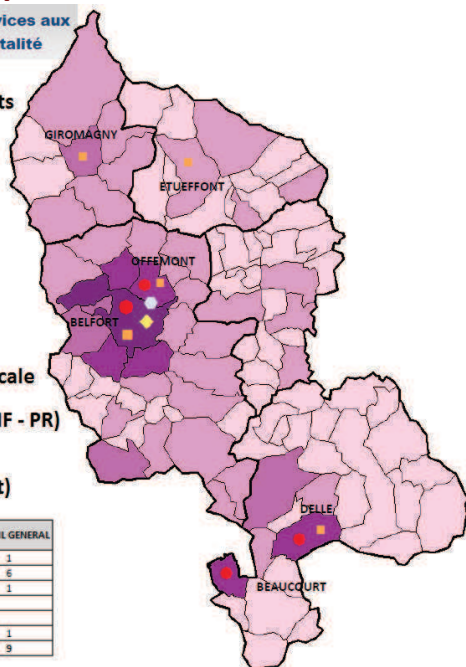 vices aux
talité
ts
GIROMAGNY
ETUEFFONT
OFFEMONT
BELFORT
cale
IF - PR)
t)
DELLE
BEAUCOURT
IL GENERAL
1
6
1
1
9